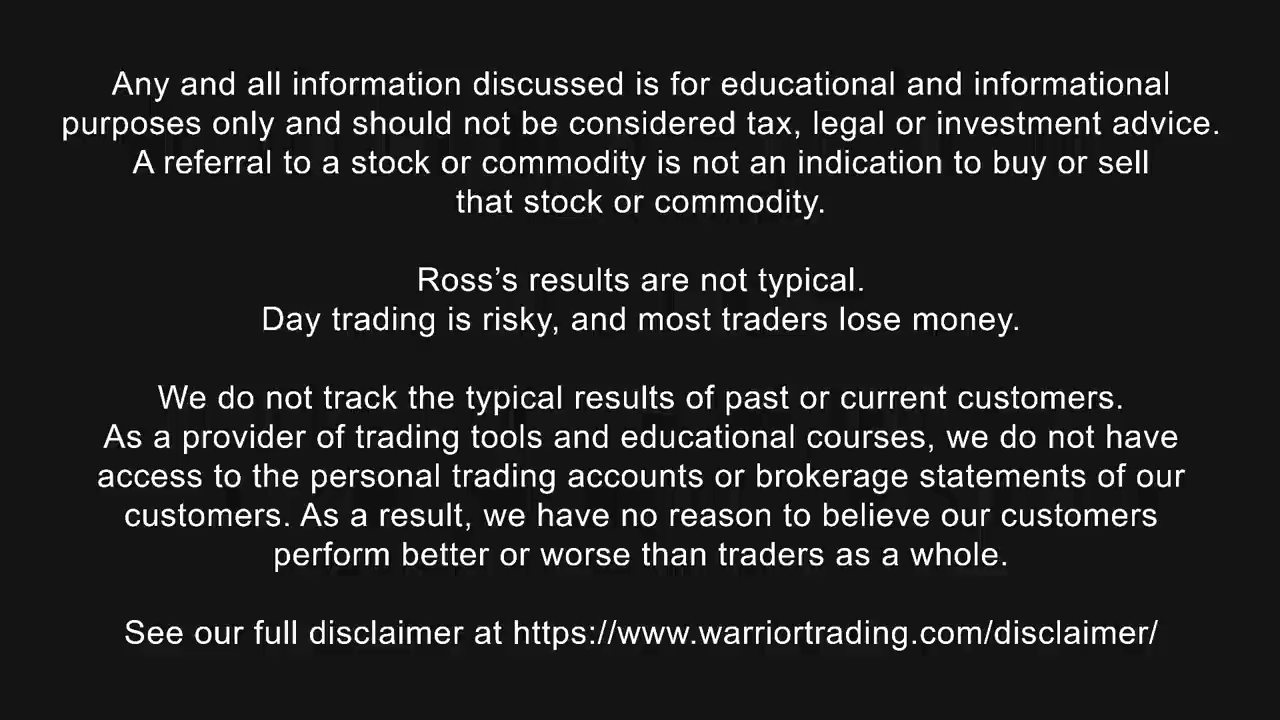 Any and all information discussed is for educational and informational
purposes only and should not be considered tax, legal or investment advice.
A referral to a stock or commodity is not an indication to buy or sell
that stock or commodity.
Ross’s results are not typical.
Day trading is risky, and most traders lose money.
We do not track the typical results of past or current customers.
As a provider of trading tools and educational courses, we do not have
access to the personal trading accounts or brokerage statements of our
customers. As a result, we have no reason to believe our customers
perform better or worse than traders as a whole.
See our full disclaimer at https://www.warriortrading.com/disclaimer/